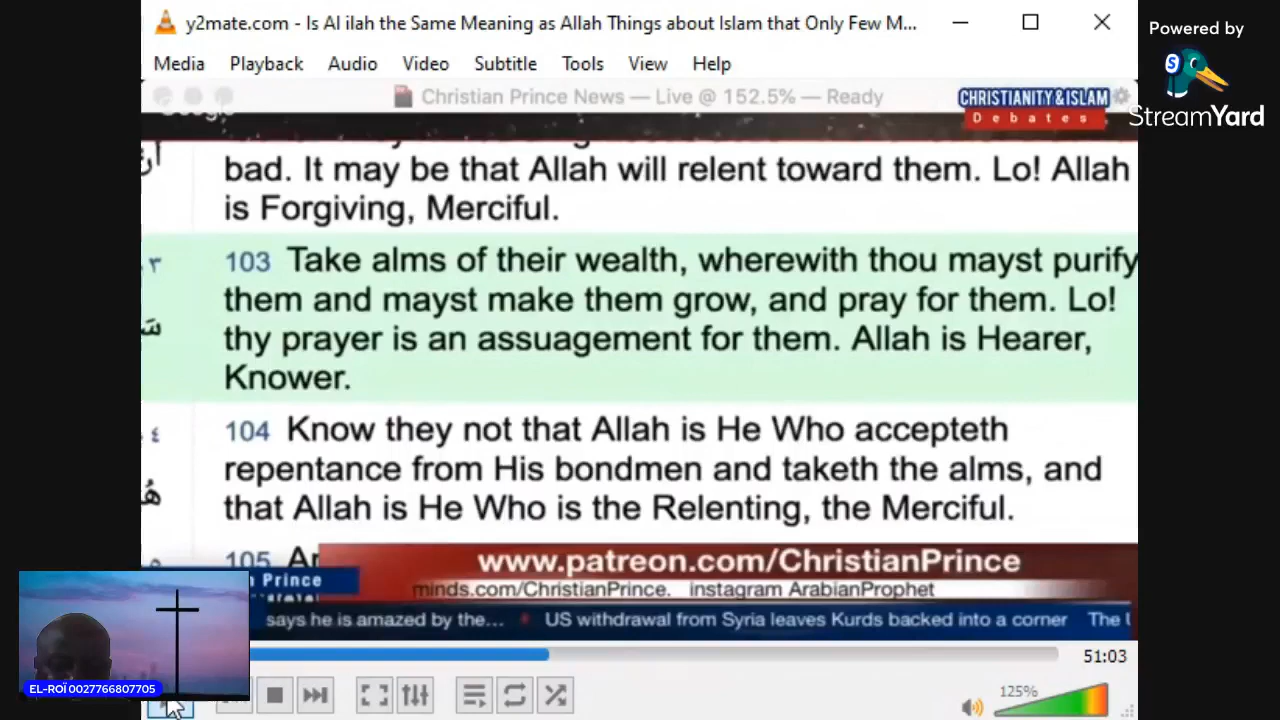 y2mate.com - Is Al ilah the Same Meaning as Allah Things about Islam that Only Few M...
Powered by
StreamYard
Media Playback Audio Video Subtitle Tools View Help
Christian Prince News — Live @ 152.5% — Ready
CHRISTIANITY & ISLAM
Debates
bad. It may be that Allah will relent toward them. Lo! Allah
is Forgiving, Merciful.
103 Take alms of their wealth, wherewith thou mayst purify
them and mayst make them grow, and pray for them. Lo!
thy prayer is an assuagement for them. Allah is Hearer,
Knower.
104 Know they not that Allah is He Who accepteth
repentance from His bondmen and taketh the alms, and
that Allah is He Who is the Relenting, the Merciful.
105
www.patreon.com/ChristianPrince
Prince
minds.com/ChristianPrince. instagram ArabianProphet
says he is amazed by the... US withdrawal from Syria leaves Kurds backed into a corner The
51:03
EL-ROÏ 0027766807705
125%